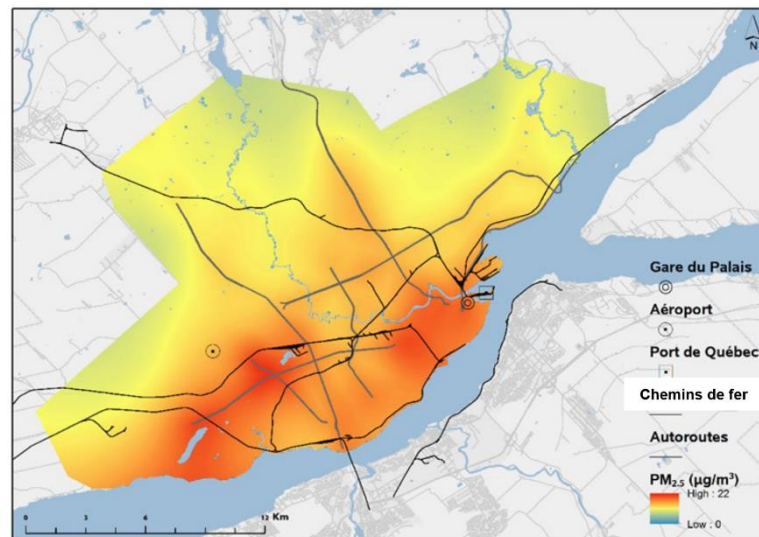 N
Gare du Palais
Aéroport
Port de Québec
Chemins de fer
Autoroutes
PM2.5 (µg/m³)
High : 22
Low : 0
0 3 6 12 Km